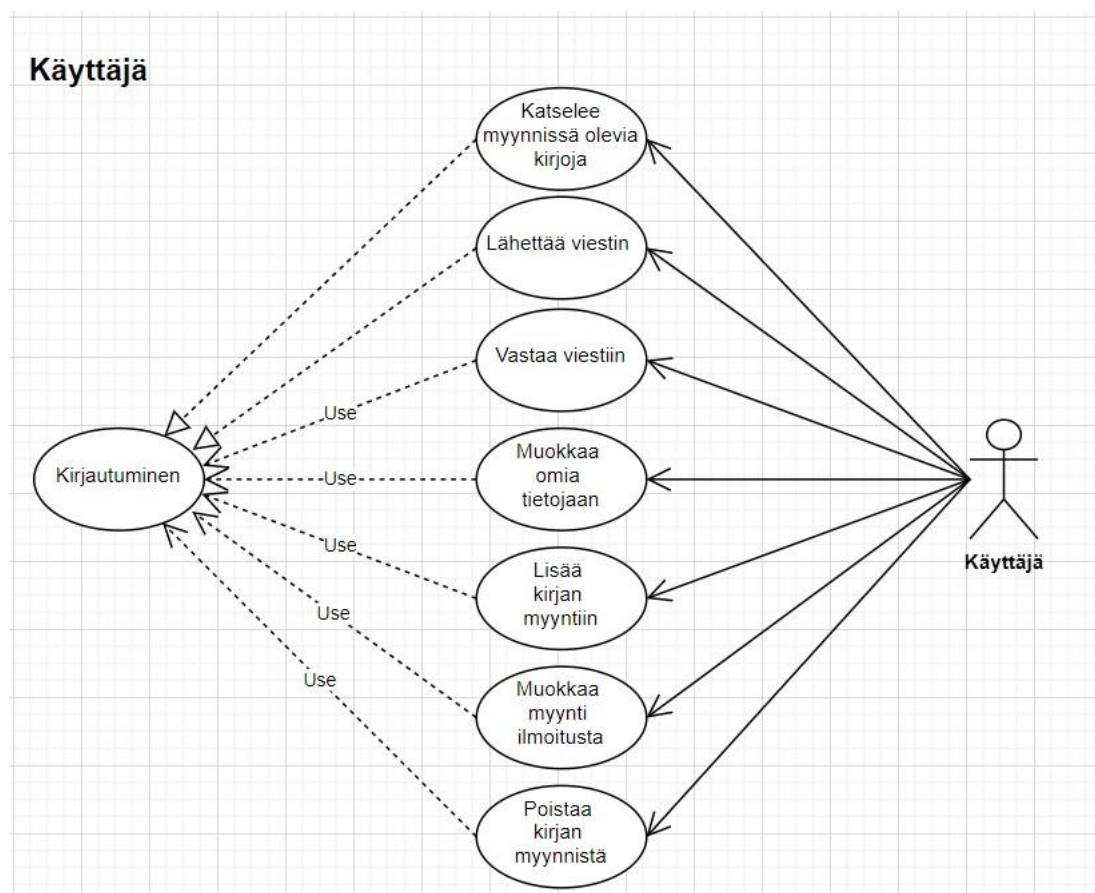 Käyttäjä
Katselee
myynnissä olevia
kirjoja
Lähettää viestin
Vastaa viestiin
Use
Kirjautuminen
Use
Muokkaa
omia
tietojaan
Käyttäjä
Use
Lisää
kirjan
myyntiin
Use
Muokkaa
myynti
ilmoitusta
Use
Poistaa
kirjan
myynnistä